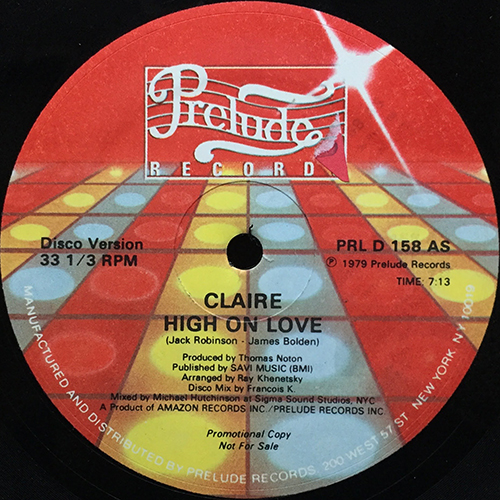 Prelude
RECORDS
Disco Version
33 1/3 RPM
PRL D 158 AS
℗ 1979 Prelude Records
TIME: 7:13
CLAIRE
HIGH ON LOVE
(Jack Robinson - James Bolden)
Produced by Thomas Noton
Published by SAVI MUSIC (BMI)
Arranged by Ray Khenetsky
Disco Mix by Francois K.
Mixed by Michael Hutchinson at Sigma Sound Studios, NYC
A Product of AMAZON RECORDS INC./PRELUDE RECORDS INC.
Promotional Copy
Not For Sale
MANUFACTURED AND DISTRIBUTED BY PRELUDE RECORDS, 200 WEST 57 ST. NEW YORK, N.Y. 10019